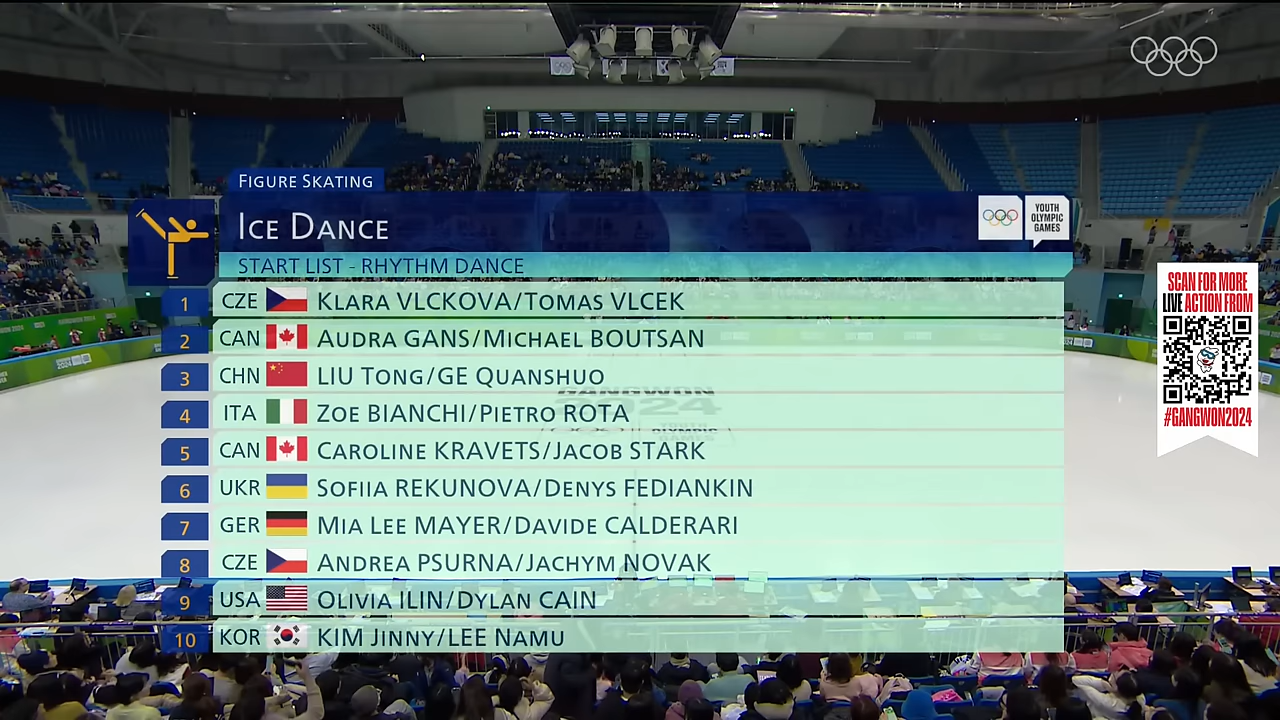 FIGURE SKATING
ICE DANCE
YOUTH
OLYMPIC
GAMES
START LIST - RHYTHM DANCE
1 CZE KLARA VLCKOVA/TOMAS VLCEK
2 CAN AUDRA GANS/MICHAEL BOUTSAN
3 CHN LIU TONG/GE QUANSHUO
4 ITA ZOE BIANCHI/PIETRO ROTA
5 CAN CAROLINE KRAVETS/JACOB STARK
6 UKR SOFIIA REKUNOVA/DENYS FEDIANKIN
7 GER MIA LEE MAYER/DAVIDE CALDERARI
8 CZE ANDREA PSURNA/JACHYM NOVAK
9 USA OLIVIA ILIN/DYLAN CAIN
10 KOR KIM JINNY/LEE NAMU
SCAN FOR MORE
LIVE ACTION FROM
#GANGWON2024
GANGWON
2024